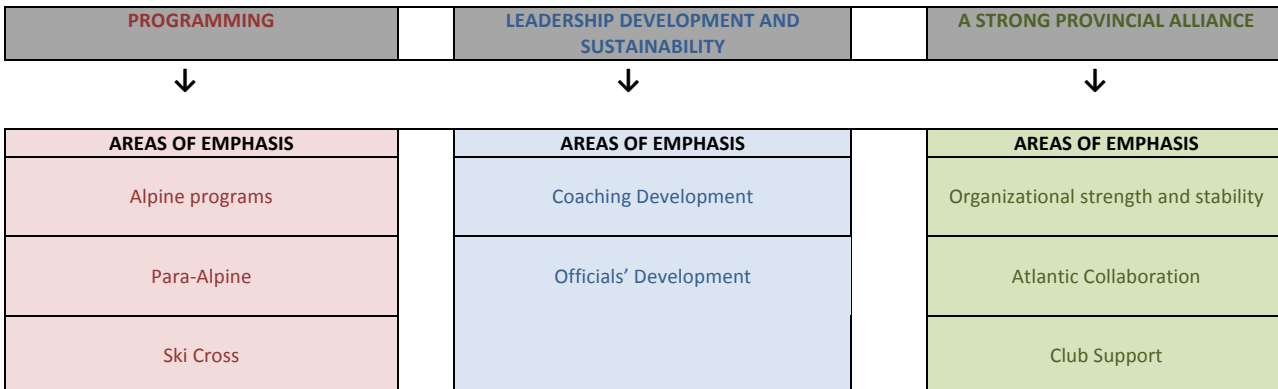 PROGRAMMING
LEADERSHIP DEVELOPMENT AND
SUSTAINABILITY
A STRONG PROVINCIAL ALLIANCE
AREAS OF EMPHASIS
AREAS OF EMPHASIS
AREAS OF EMPHASIS
Alpine programs
Coaching Development
Organizational strength and stability
Para-Alpine
Officials’ Development
Atlantic Collaboration
Ski Cross
Club Support